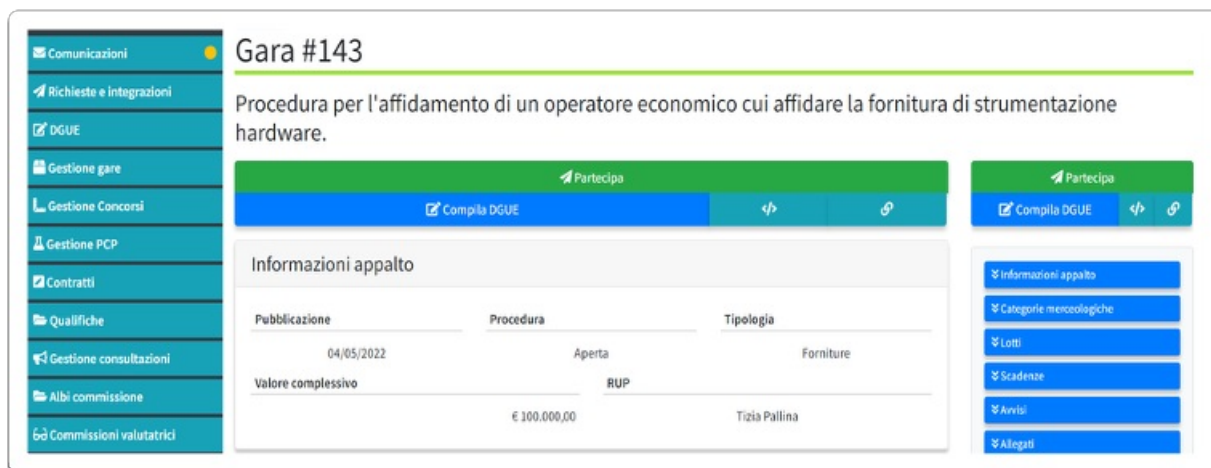 Comunicazioni
Richieste e integrazioni
DGUE
Gestione gare
Gestione Concorsi
Gestione PCP
Contratti
Qualifiche
Gestione consultazioni
Albi commissione
Commissioni valutatrici
Gara #143
Procedura per l'affidamento di un operatore economico cui affidare la fornitura di strumentazione
hardware.
Partecipa
Compila DGUE </>
Informazioni appalto
Pubblicazione Procedura Tipologia
04/05/2022 Aperta Forniture
Valore complessivo RUP
€ 100.000,00 Tizia Pallina
Partecipa
Compila DGUE </>
Informazioni appalto
Categorie merceologiche
Lotti
Scadenze
Avvisi
Allegati